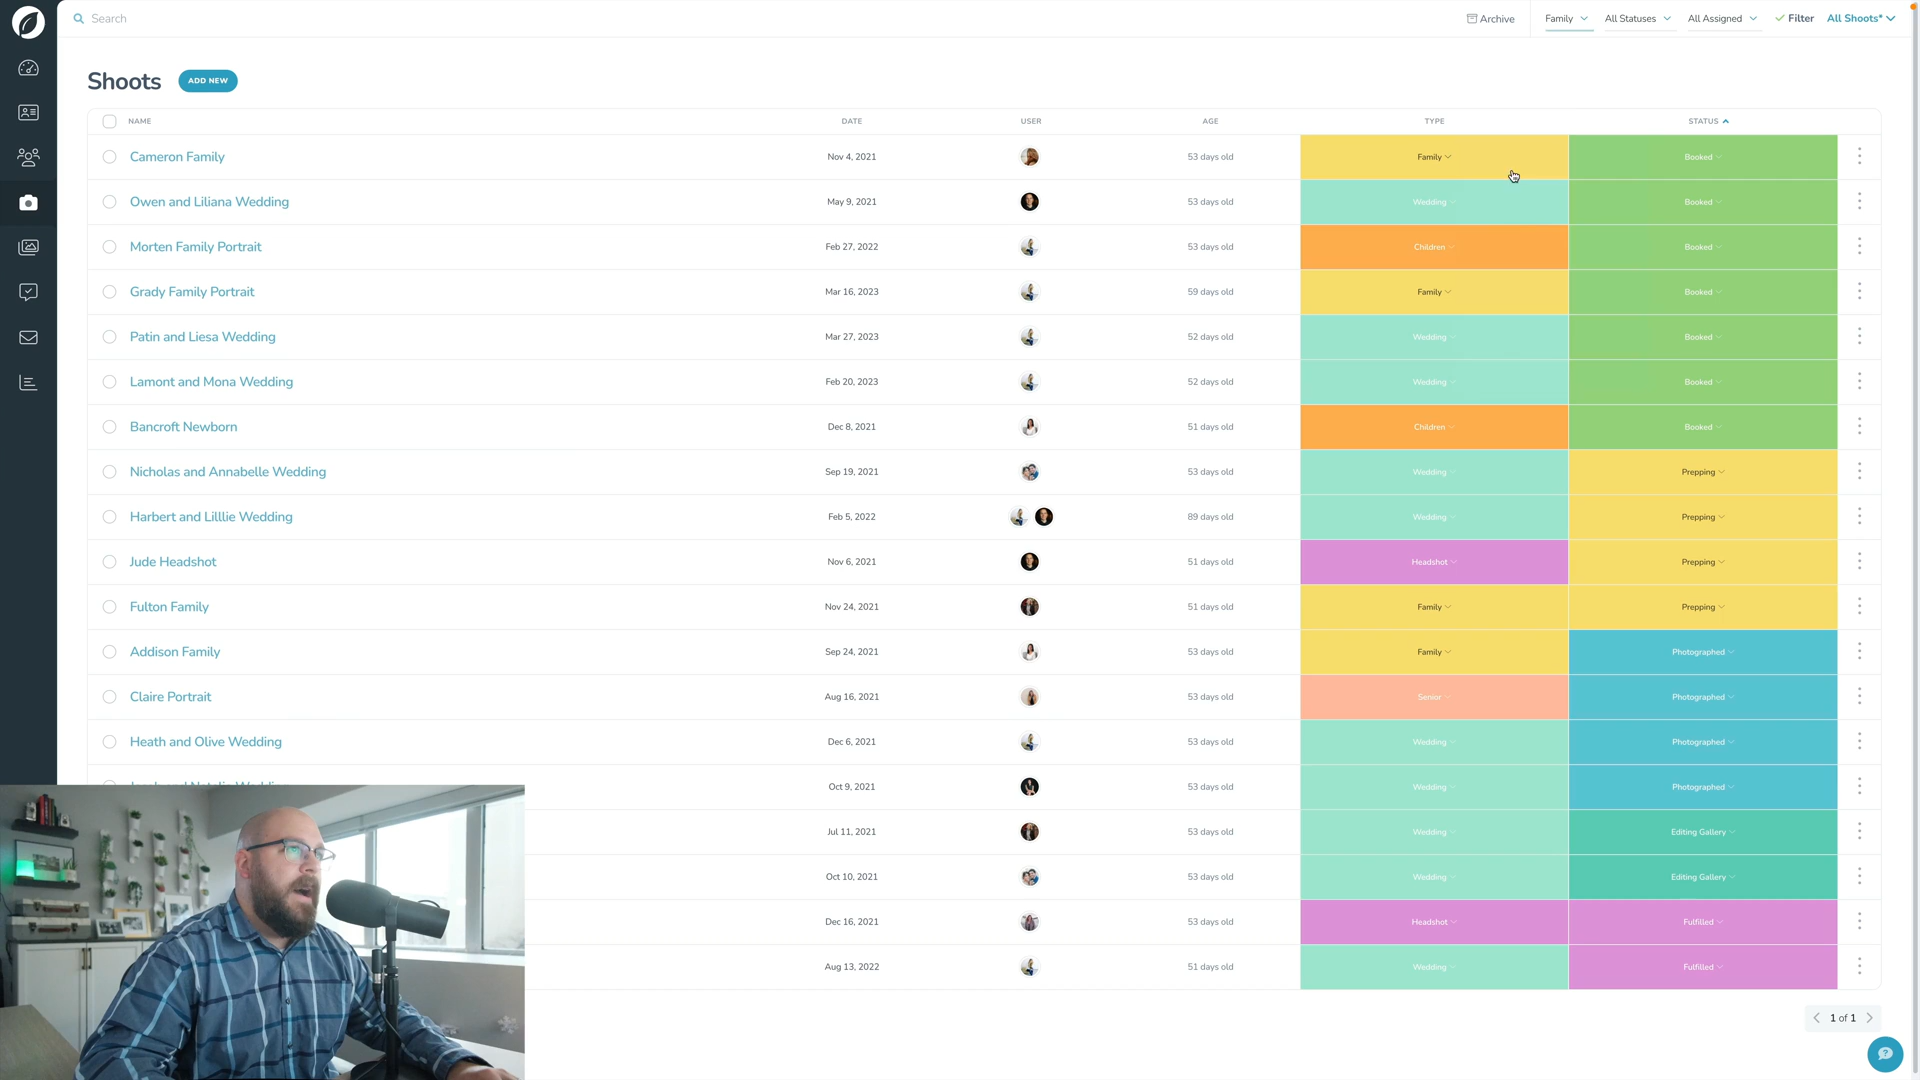 Search
Archive
Family
All Statuses
All Assigned
Filter
All Shoots*
Shoots
ADD NEW
NAME DATE USER AGE TYPE STATUS
Cameron Family Nov 4, 2021 53 days old Family Booked
Owen and Liliana Wedding May 9, 2021 53 days old Wedding Booked
Morten Family Portrait Feb 27, 2022 53 days old Children Booked
Grady Family Portrait Mar 16, 2023 59 days old Family Booked
Patin and Liesa Wedding Mar 27, 2023 52 days old Wedding Booked
Lamont and Mona Wedding Feb 20, 2023 52 days old Wedding Booked
Bancroft Newborn Dec 8, 2021 51 days old Children Booked
Nicholas and Annabelle Wedding Sep 19, 2021 53 days old Wedding Prepping
Harbert and Lilllie Wedding Feb 5, 2022 89 days old Wedding Prepping
Jude Headshot Nov 6, 2021 51 days old Headshot Prepping
Fulton Family Nov 24, 2021 51 days old Family Prepping
Addison Family Sep 24, 2021 53 days old Family Photographed
Claire Portrait Aug 16, 2021 53 days old Senior Photographed
Heath and Olive Wedding Dec 6, 2021 53 days old Wedding Photographed
Oct 9, 2021 53 days old Wedding Photographed
Jul 11, 2021 53 days old Wedding Editing Gallery
Oct 10, 2021 53 days old Wedding Editing Gallery
Dec 16, 2021 53 days old Headshot Fulfilled
Aug 13, 2022 51 days old Wedding Fulfilled
1 of 1